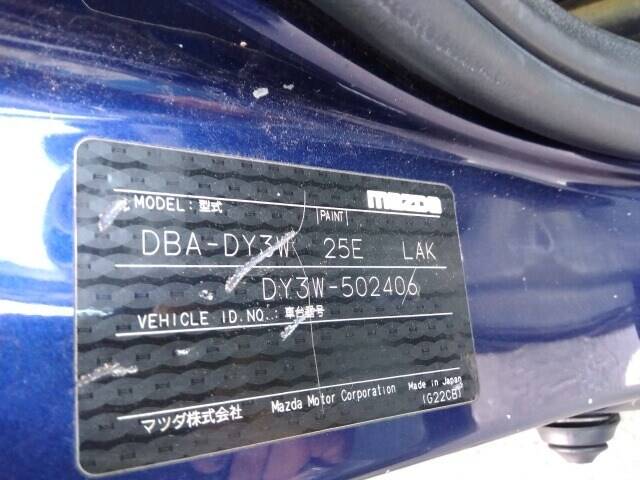 mazda
MODEL: 型式 PAINT
DBA-DY3W 25E LAK
DY3W-502406
VEHICLE ID.NO.: 車台番号
マツダ株式会社 Mazda Motor Corporation Made in Japan
IG22CB1